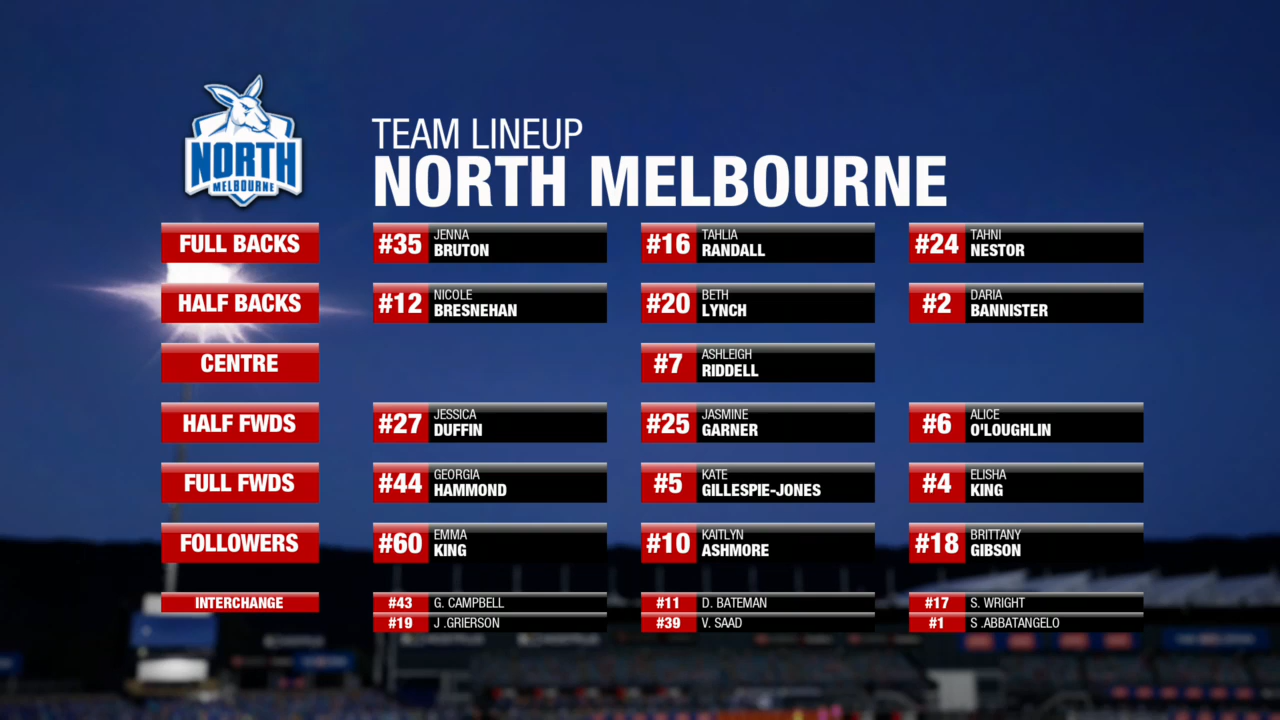 NORTH
MELBOURNE
TEAM LINEUP
NORTH MELBOURNE
FULL BACKS
#35 JENNA BRUTON
#16 TAHLIA RANDALL
#24 TAHNI NESTOR
HALF BACKS
#12 NICOLE BRESNEHAN
#20 BETH LYNCH
#2 DARIA BANNISTER
CENTRE
#7 ASHLEIGH RIDDELL
HALF FWDS
#27 JESSICA DUFFIN
#25 JASMINE GARNER
#6 ALICE O'LOUGHLIN
FULL FWDS
#44 GEORGIA HAMMOND
#5 KATE GILLESPIE-JONES
#4 ELISHA KING
FOLLOWERS
#60 EMMA KING
#10 KAITLYN ASHMORE
#18 BRITTANY GIBSON
INTERCHANGE
#43 G. CAMPBELL
#11 D. BATEMAN
#17 S. WRIGHT
#19 J .GRIERSON
#39 V. SAAD
#1 S .ABBATANGELO